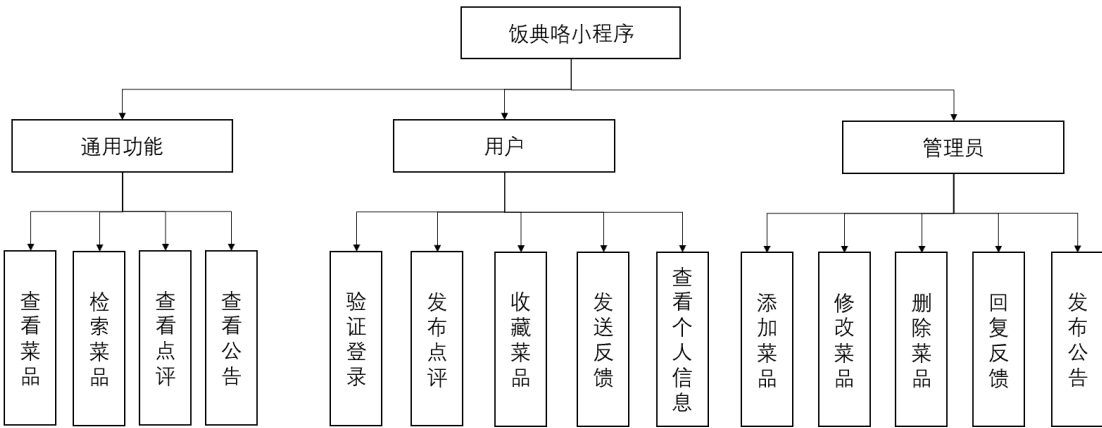 饭典咯小程序
通用功能
用户
管理员
查看菜品
检索菜品
查看点评
查看公告
验证登录
发布点评
收藏菜品
发送反馈
查看个人信息
添加菜品
修改菜品
删除菜品
回复反馈
发布公告